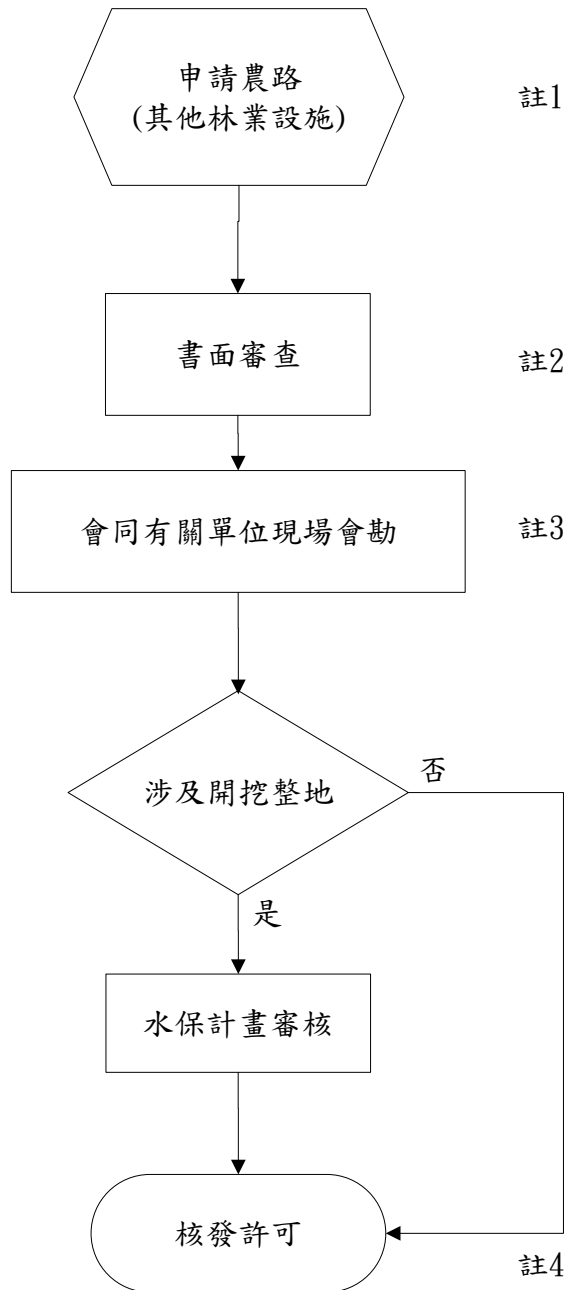 申請農路
(其他林業設施)
註1
書面審查
註2
會同有關單位現場會勘
註3
涉及開挖整地
否
是
水保計畫審核
核發許可
註4